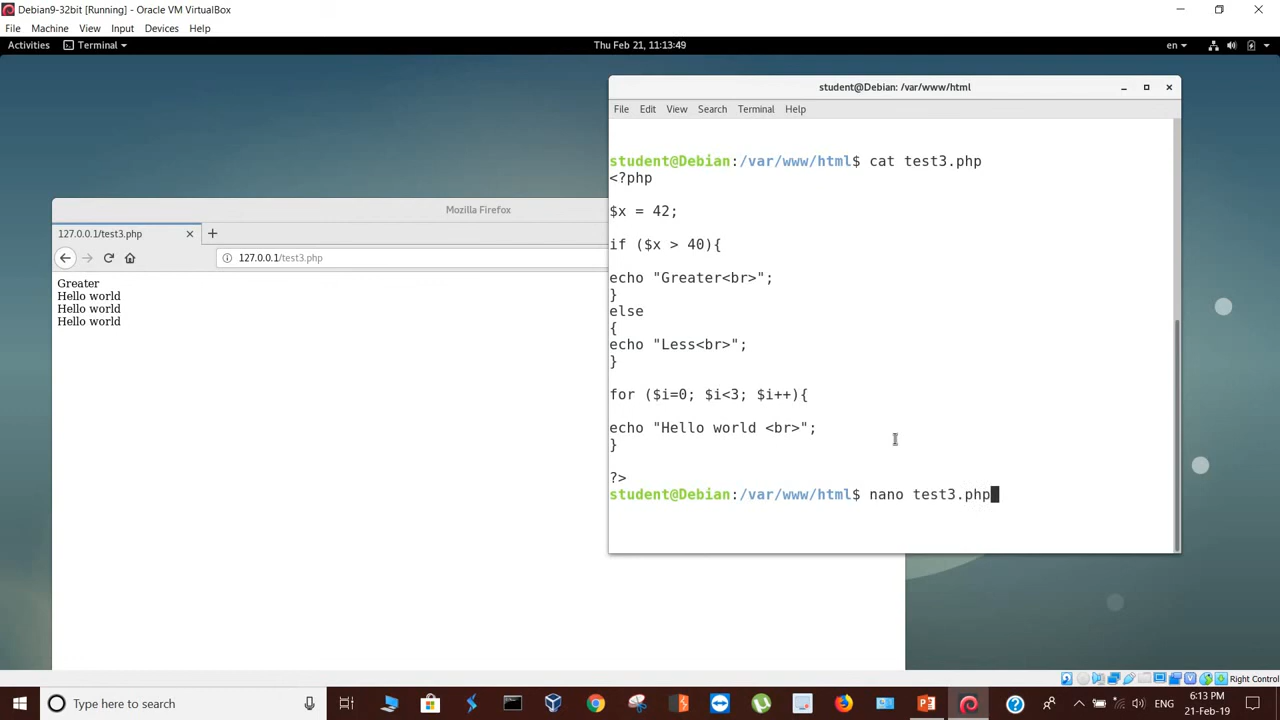 Debian9-32bit [Running] - Oracle VM VirtualBox
File Machine View Input Devices Help
Activities Terminal Thu Feb 21, 11:13:49 en
student@Debian: /var/www/html
File Edit View Search Terminal Help
student@Debian:/var/www/html$ cat test3.php
<?php
$x = 42;
if ($x > 40){
echo "Greater<br>";
}
else
{
echo "Less<br>";
}
for ($i=0; $i<3; $i++){
echo "Hello world <br>";
}
?>
student@Debian:/var/www/html$ nano test3.php
Mozilla Firefox
127.0.0.1/test3.php
127.0.0.1/test3.php
Greater
Hello world
Hello world
Hello world
Right Control
Type here to search
ENG
6:13 PM
21-Feb-19